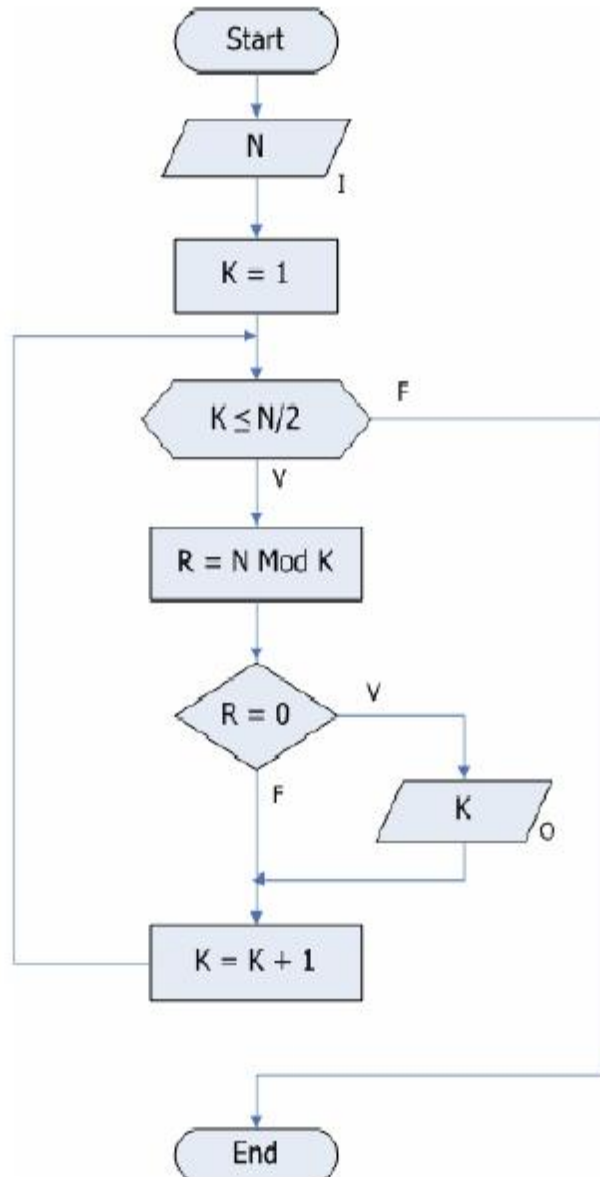 Start
N
I
K = 1
K ≤ N/2
F
V
R = N Mod K
R = 0
V
F
K
O
K = K + 1
End